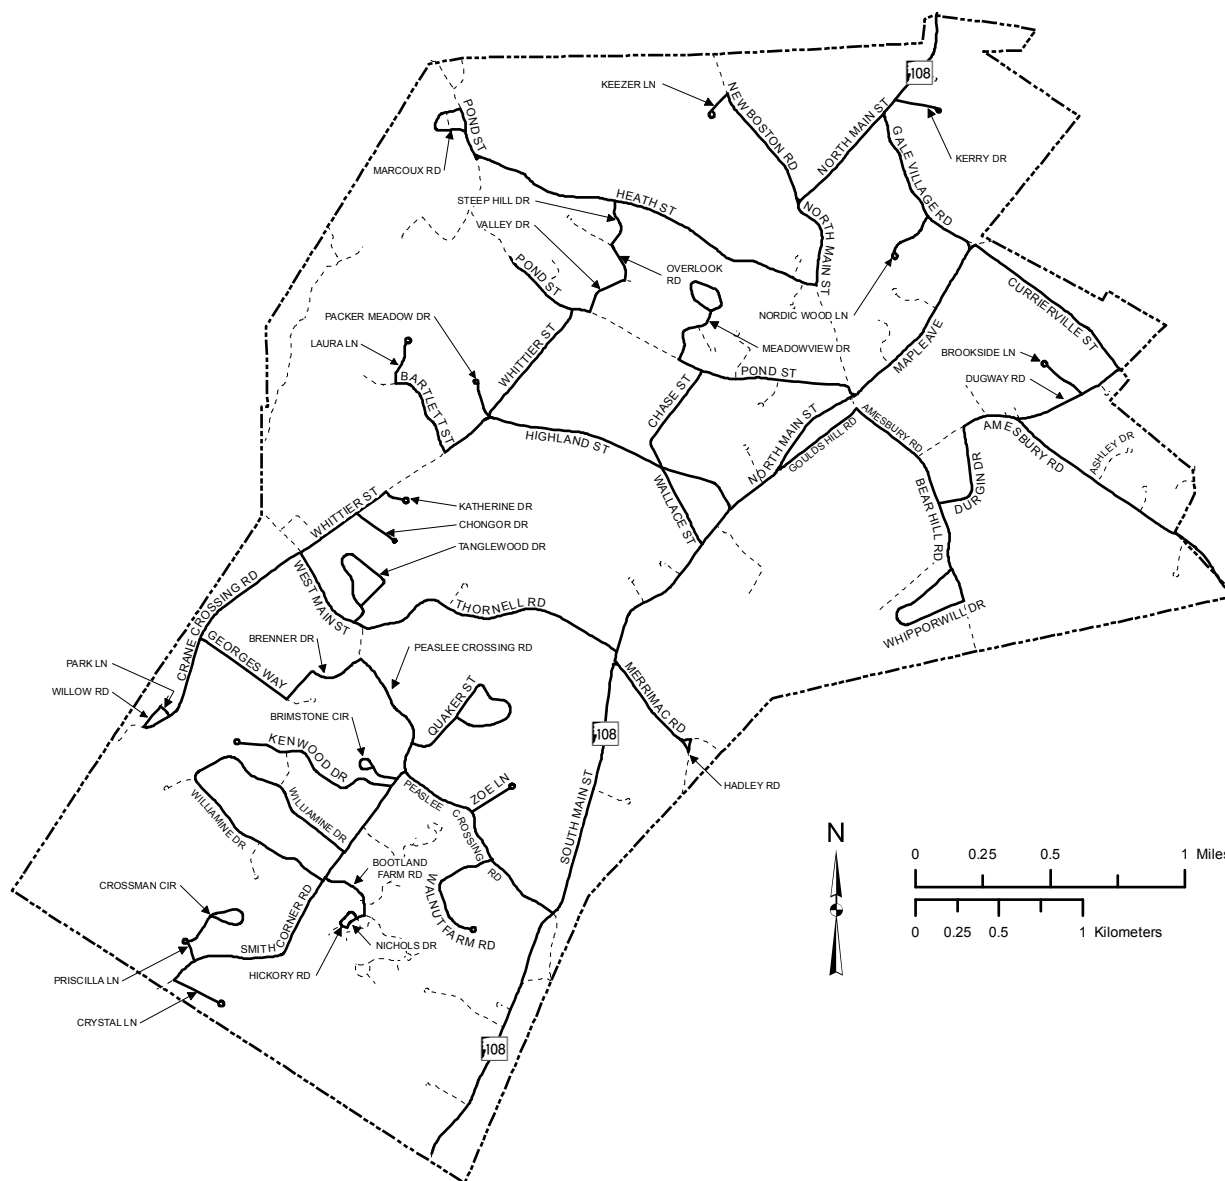 KEEZER LN
108
POND ST
NEW BOSTON RD
NORTH MAIN ST
GALE VILLAGE RD
KERRY DR
MARCOUX RD
STEEP HILL DR
HEATH ST
VALLEY DR
NORTH MAIN ST
POND ST
OVERLOOK
RD
CURRIERVILLE ST
PACKER MEADOW DR
NORDIC WOOD LN
LAURA LN
WHITTIER ST
MEADOWVIEW DR
MAPLEAVE
BROOKSIDE LN
BARTLETT ST
CHASE ST
POND ST
DUGWAY RD
HIGHLAND ST
NORTH MAIN ST
GOULDS HILL RD
AMESBURY RD
AMESBURY RD
ASHLEY DR
WALLACE ST
BEAR HILL RD
DURGIN DR
WHITTIER ST
KATHERINE DR
CHONGOR DR
TANGLEWOOD DR
CRANE CROSSING RD
WEST MAIN ST
THORNELL RD
WHIPPORWILL DR
GEORGES WAY
BRENNER DR
PEASLEE CROSSING RD
PARK LN
WILLOW RD
MERRIMAC RD
QUAKER ST
BRIMSTONE CIR
108
KENWOOD DR
HADLEY RD
PEASLEE
CROSSING
RD
ZOE LN
WILLIAMINE DR
WILLIAMINE DR
SOUTH MAIN ST
N
0 0.25 0.5 1 Miles
BOOTLAND
FARM RD
CROSSMAN CIR
WALNUT FARM RD
0 0.25 0.5 1 Kilometers
SMITH CORNER RD
NICHOLS DR
HICKORY RD
PRISCILLA LN
CRYSTAL LN
108